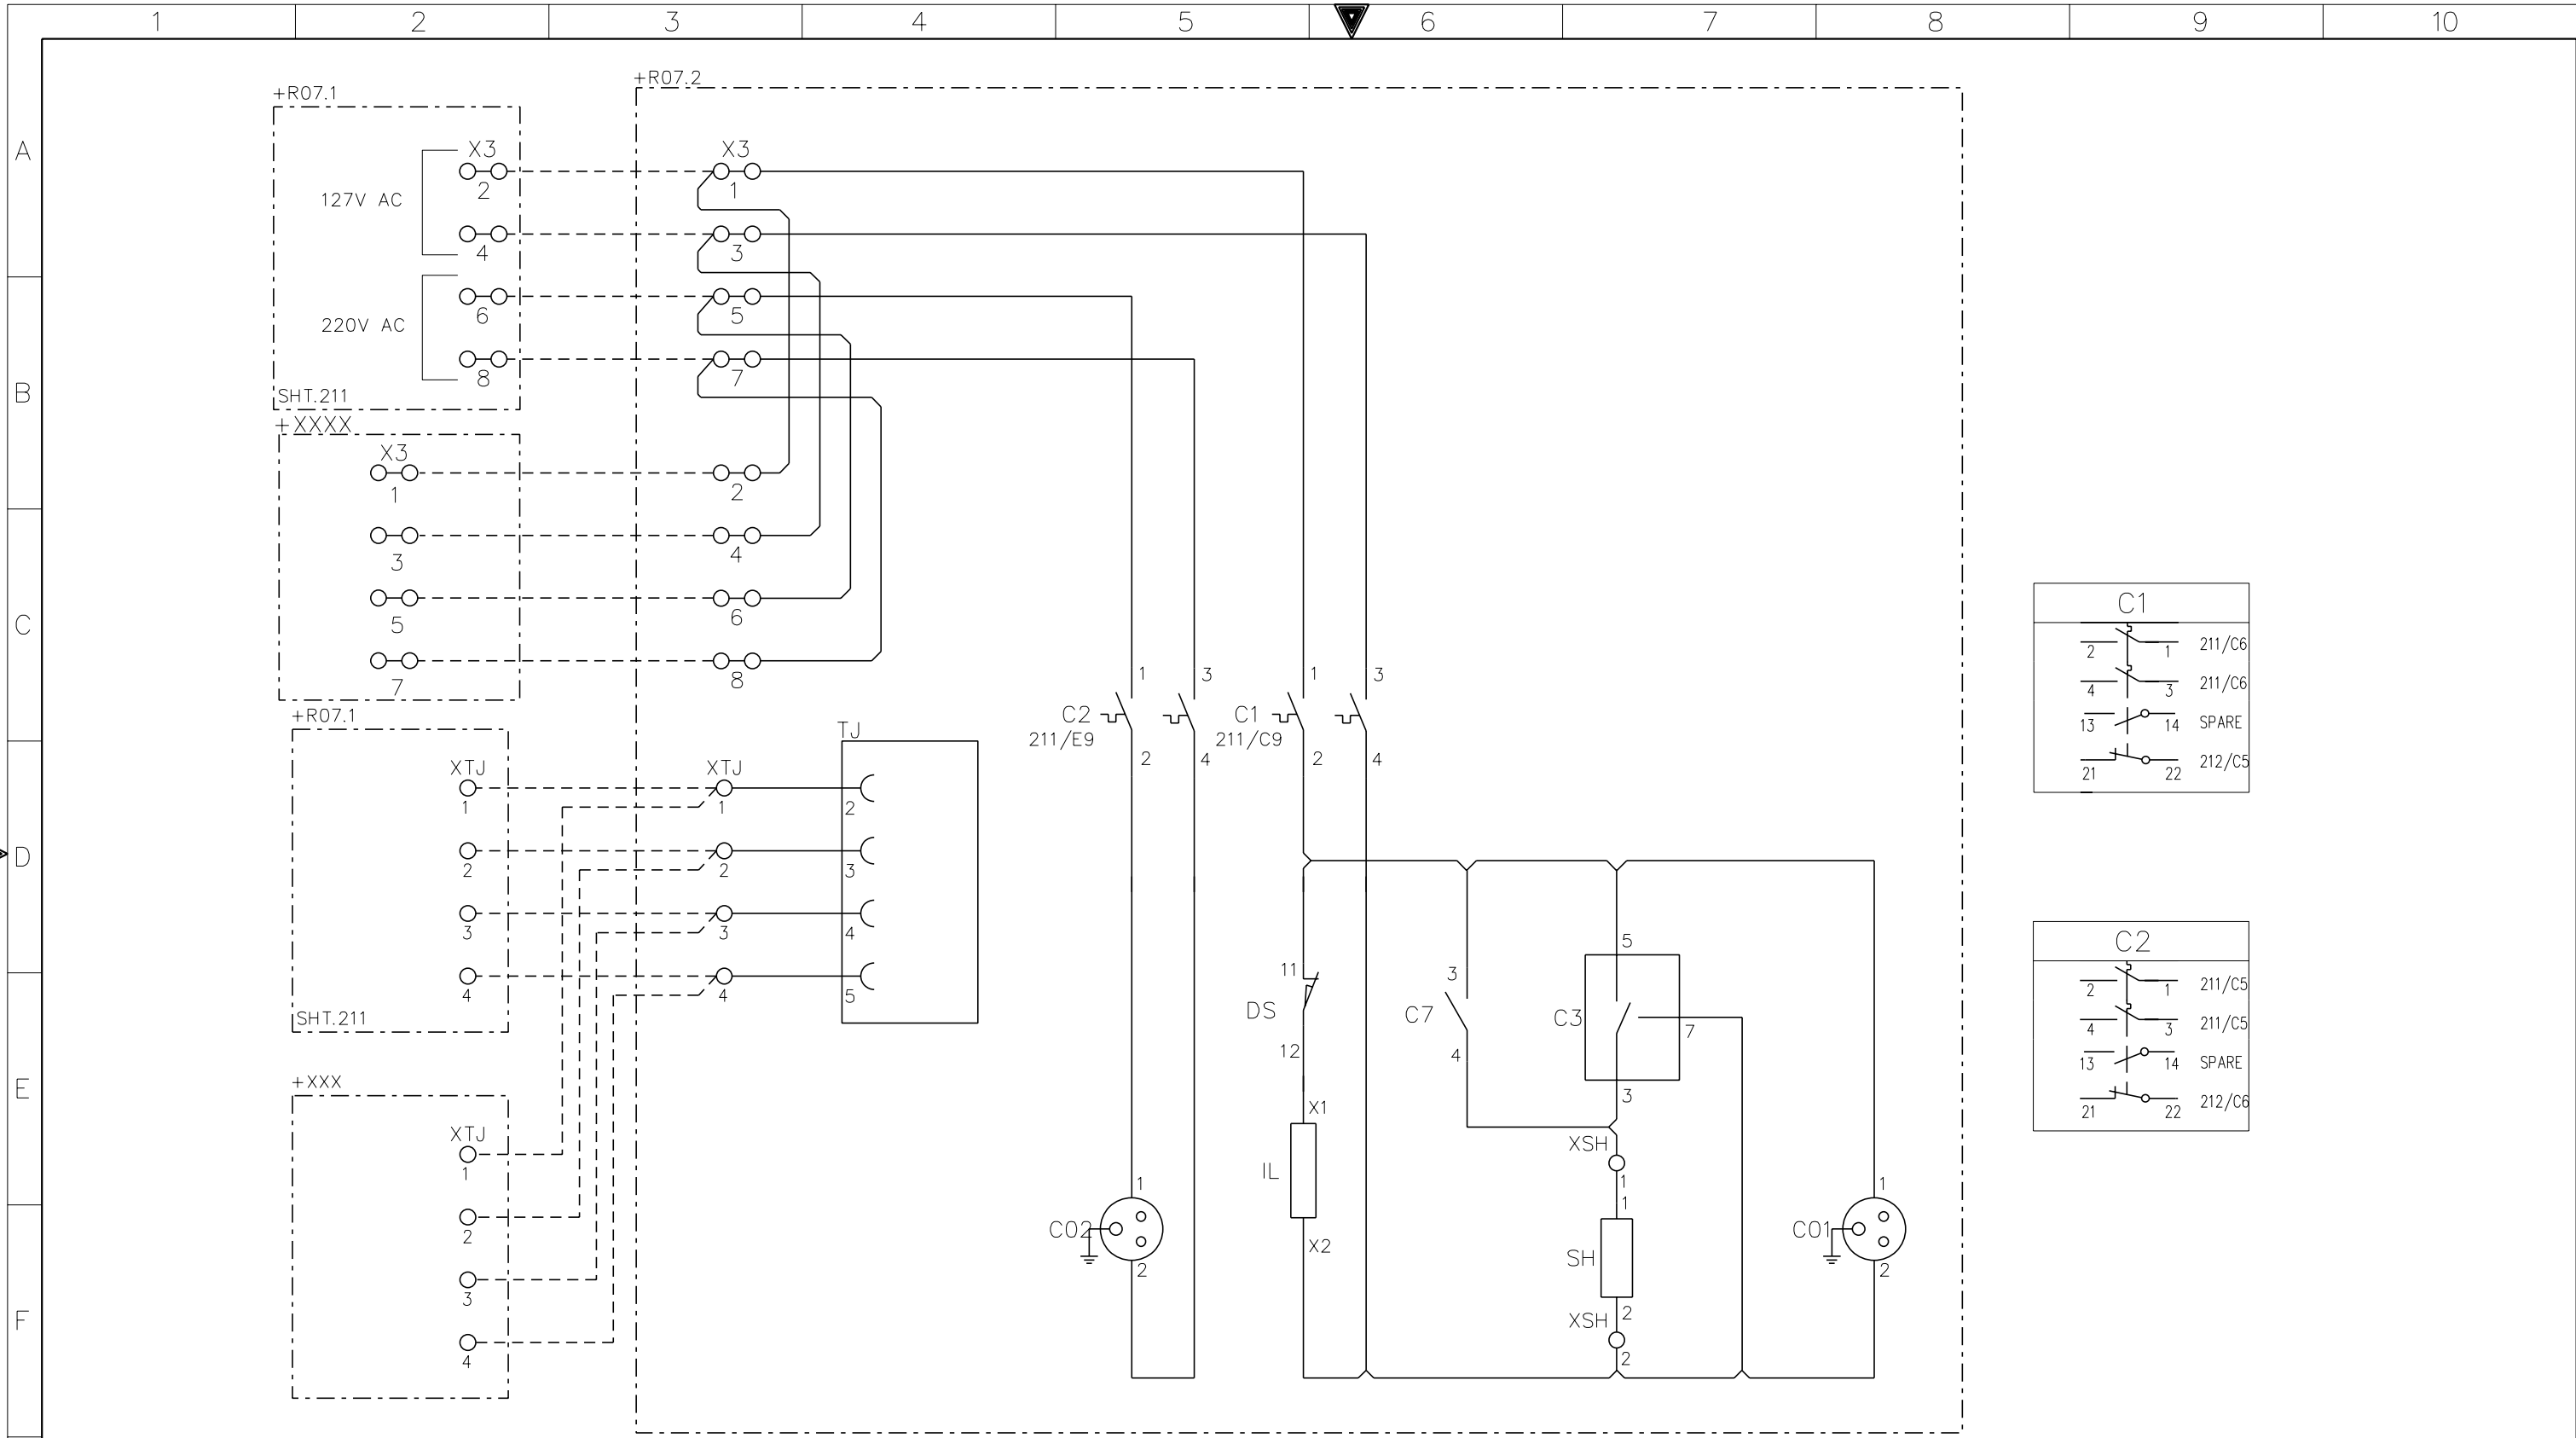 1 2 3 4 5 6 7 8 9 10
A
B
C
D
E
F
+R07.1
X3
2
127V AC
4
6
220V AC
8
SHT.211
+XXXX
X3
1
3
5
7
+R07.1
XTJ
1
2
3
4
SHT.211
+XXX
XTJ
1
2
3
4
+R07.2
X3
1
3
5
7
2
4
6
8
XTJ
1
2
3
4
TJ
2
3
4
5
1 3
C2
211/E9
2 4
1 3
C1
211/C9
2 4
CO2
1
2
11
DS
12
X1
IL
X2
3
C7
4
5
C3
7
3
XSH
1
1
SH
2
XSH
2
CO1
1
2
C1
2 1 211/C6
4 3 211/C6
13 14 SPARE
21 22 212/C5
C2
2 1 211/C5
4 3 211/C5
13 14 SPARE
21 22 212/C6